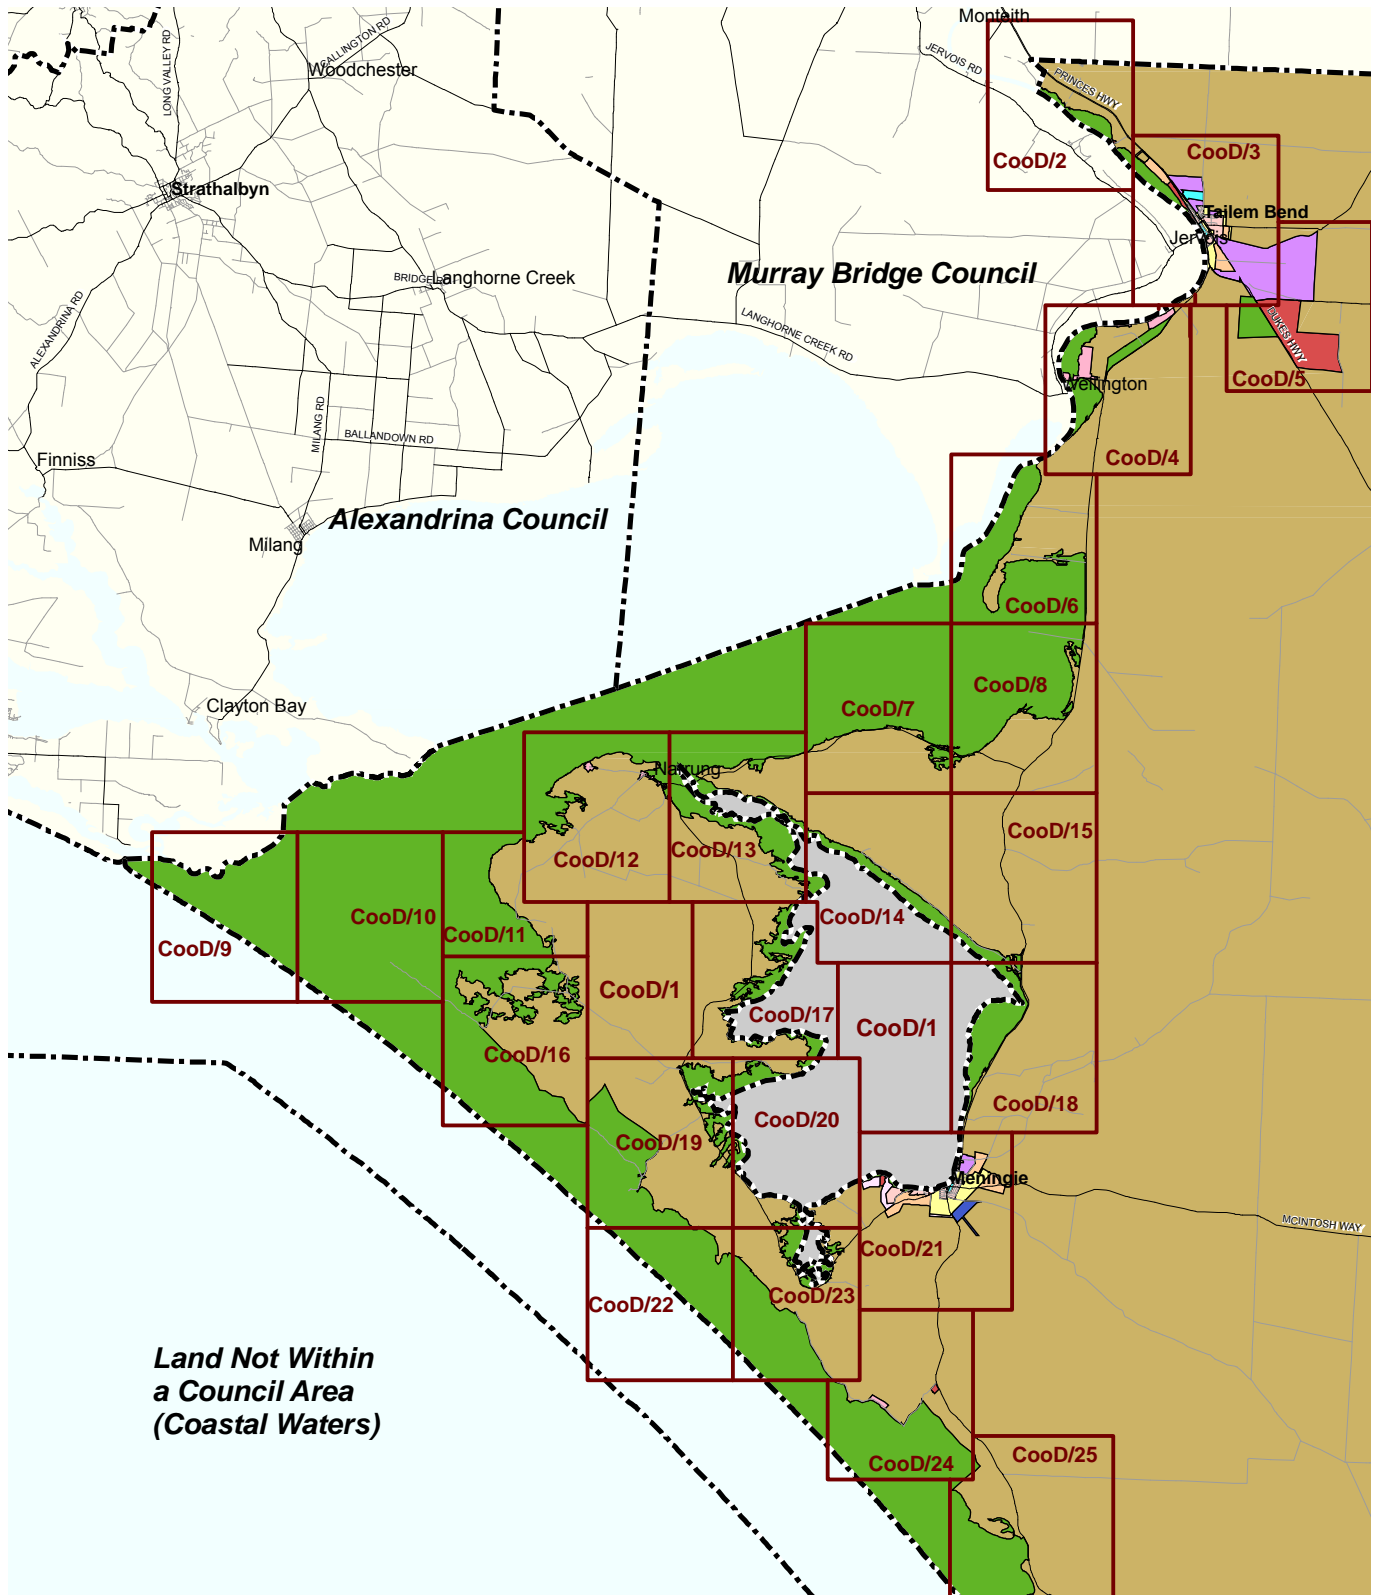 Monteith
CALLINGTON RD
LONG VALLEY RD
Woodchester
JERVOIS RD
PRINCES HWY
CooD/2
CooD/3
Strathalbyn
Tailem Bend
Jervois
Murray Bridge Council
BRIDGE RD
Langhorne Creek
ALEXANDRINA RD
LANGHORNE CREEK RD
DUKES HWY
CooD/5
Wellington
MILANG RD
BALLANDOWN RD
CooD/4
Finniss
Alexandrina Council
Milang
CooD/6
CooD/8
Clayton Bay
CooD/7
Narrung
CooD/15
CooD/12
CooD/13
CooD/10
CooD/14
CooD/11
CooD/9
CooD/1
CooD/17
CooD/1
CooD/16
CooD/18
CooD/20
CooD/19
Meningie
MCINTOSH WAY
CooD/21
CooD/22
CooD/23
Land Not Within
a Council Area
(Coastal Waters)
CooD/25
CooD/24